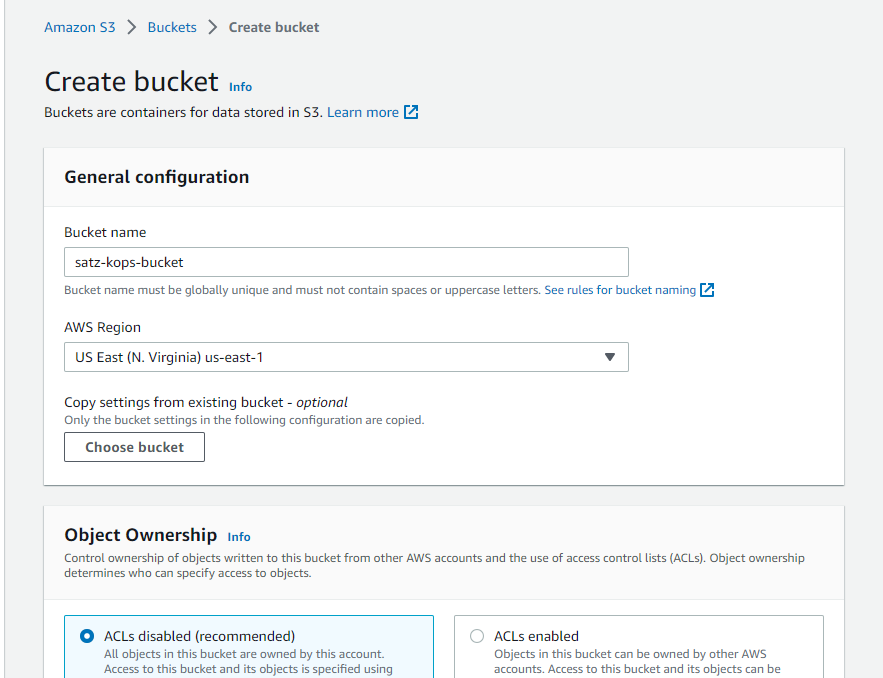 Amazon S3 > Buckets > Create bucket
Create bucket Info
Buckets are containers for data stored in S3. Learn more
General configuration
Bucket name
satz-kops-bucket
Bucket name must be globally unique and must not contain spaces or uppercase letters. See rules for bucket naming
AWS Region
US East (N. Virginia) us-east-1
Copy settings from existing bucket - optional
Only the bucket settings in the following configuration are copied.
Choose bucket
Object Ownership Info
Control ownership of objects written to this bucket from other AWS accounts and the use of access control lists (ACLs). Object ownership
determines who can specify access to objects.
ACLs disabled (recommended)
All objects in this bucket are owned by this account.
Access to this bucket and its objects is specified using
ACLs enabled
Objects in this bucket can be owned by other AWS
accounts. Access to this bucket and its objects can be